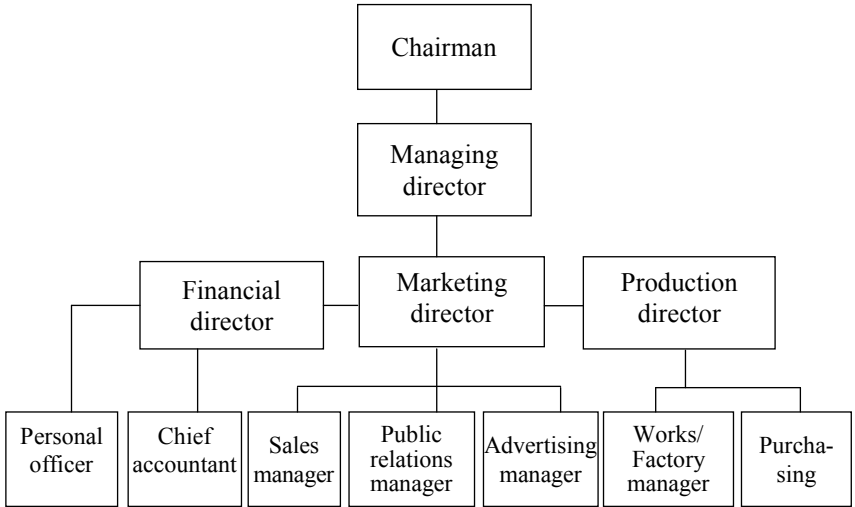 Chairman
Managing
director
Financial
director
Marketing
director
Production
director
Personal
officer
Chief
accountant
Sales
manager
Public
relations
manager
Advertising
manager
Works/
Factory
manager
Purcha-
sing